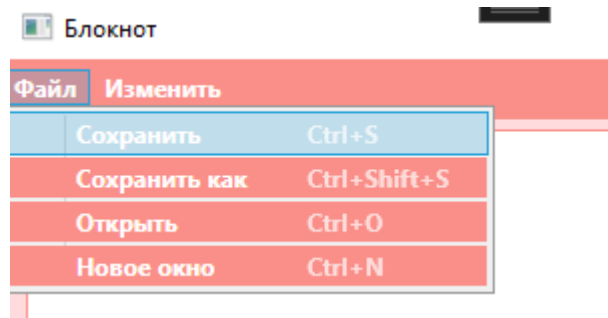 Блокнот
Файл Изменить
Сохранить Ctrl+S
Сохранить как Ctrl+Shift+S
Открыть Ctrl+O
Новое окно Ctrl+N